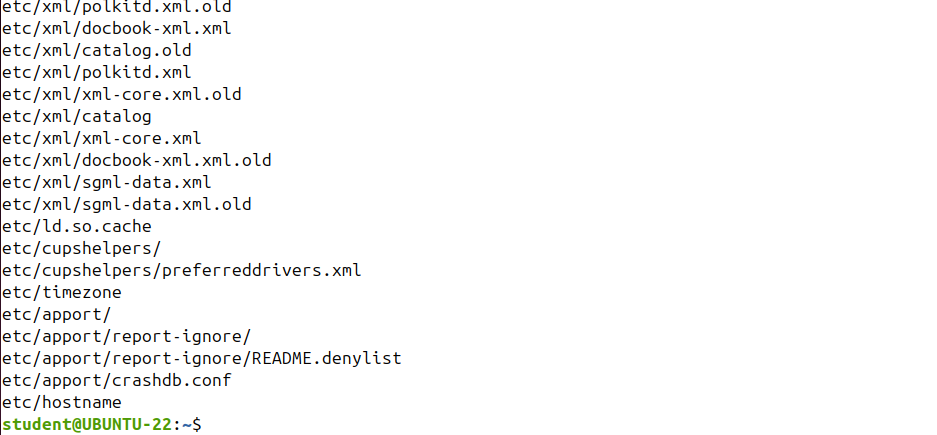 etc/xml/polkitd.xml.old
etc/xml/docbook-xml.xml
etc/xml/catalog.old
etc/xml/polkitd.xml
etc/xml/xml-core.xml.old
etc/xml/catalog
etc/xml/xml-core.xml
etc/xml/docbook-xml.xml.old
etc/xml/sgml-data.xml
etc/xml/sgml-data.xml.old
etc/ld.so.cache
etc/cupshelpers/
etc/cupshelpers/preferreddrivers.xml
etc/timezone
etc/apport/
etc/apport/report-ignore/
etc/apport/report-ignore/README.denylist
etc/apport/crashdb.conf
etc/hostname
student@UBUNTU-22:~$